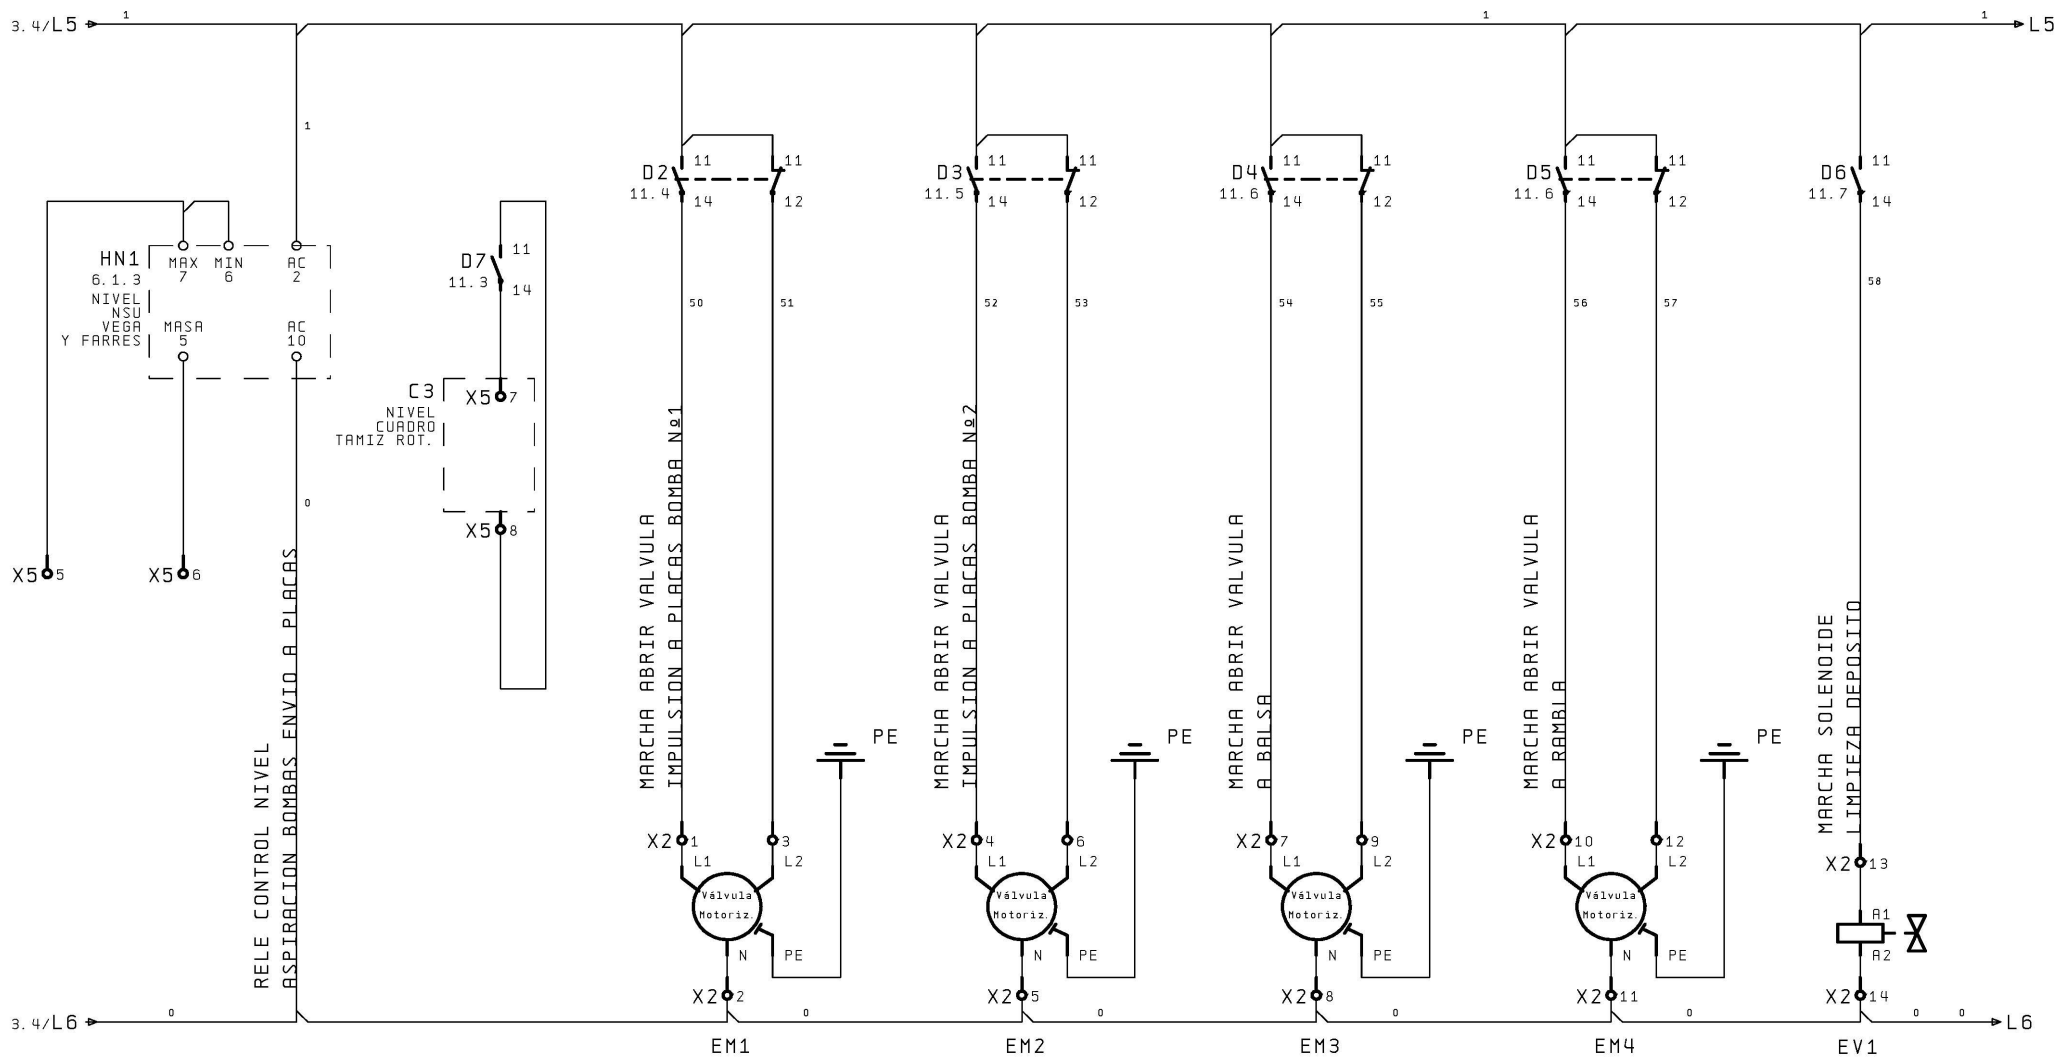 3.4/L5
1
1
1
L5
1
D2
11.4
11
14
11
12
D3
11.5
11
14
11
12
D4
11.6
11
14
11
12
D5
11.6
11
14
11
12
D6
11.7
11
14
HN1
6.1.3
NIVEL
NSU
VEGA
Y FARRES
MAX
7
MIN
6
AC
2
MASA
5
AC
10
D7
11.3
11
14
50
51
52
53
54
55
56
57
58
C3
NIVEL
CUADRO
TAMIZ ROT.
X5 7
X5 8
0
X5 5
X5 6
RELE CONTROL NIVEL
ASPIRACION BOMBAS ENVIO A PLACAS
MARCHA ABRIR VALVULA
IMPULSION A PLACAS BOMBA Nº1
MARCHA ABRIR VALVULA
IMPULSION A PLACAS BOMBA Nº2
MARCHA ABRIR VALVULA
A BALSA
MARCHA ABRIR VALVULA
A RAMBLA
MARCHA SOLENOIDE
LIMPIEZA DEPOSITO
PE
PE
PE
PE
X2 1
3
L1
L2
Válvula
Motoriz.
N
PE
X2 2
X2 4
6
L1
L2
Válvula
Motoriz.
N
PE
X2 5
X2 7
9
L1
L2
Válvula
Motoriz.
N
PE
X2 8
X2 10
12
L1
L2
Válvula
Motoriz.
N
PE
X2 11
X2 13
A1
A2
X2 14
3.4/L6
0
0
0
0
0
0
0
L6
EM1
EM2
EM3
EM4
EV1